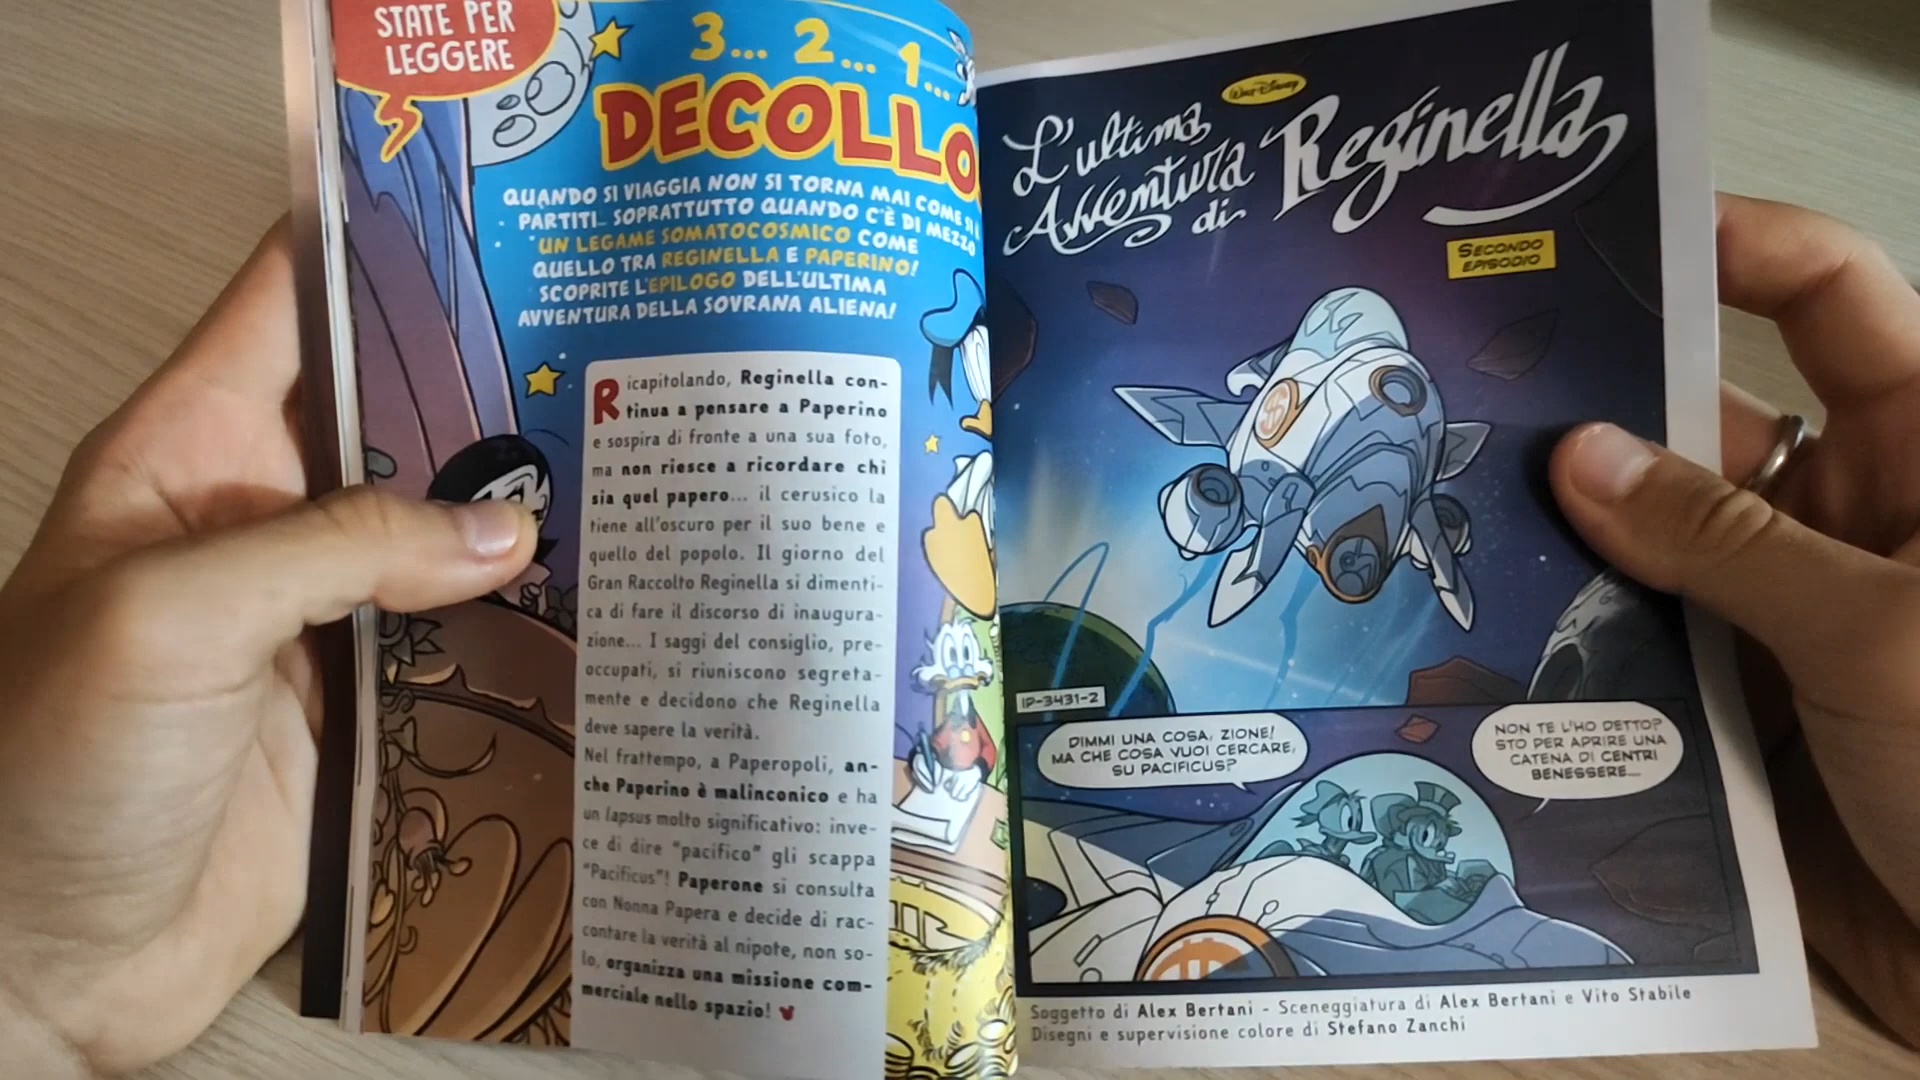 STATE PER
LEGGERE
3... 2... 1...
DECOLLO
QUANDO SI VIAGGIA NON SI TORNA MAI COME SI È
PARTITI... SOPRATTUTTO QUANDO C'È DI MEZZO
UN LEGAME SOMATOCOSMICO COME
QUELLO TRA REGINELLA E PAPERINO!
SCOPRITE L'EPILOGO DELL'ULTIMA
AVVENTURA DELLA SOVRANA ALIENA!
Ricapitolando, Reginella con-
tinua a pensare a Paperino
e sospira di fronte a una sua foto,
ma non riesce a ricordare chi
sia quel papero... il cerusico la
tiene all'oscuro per il suo bene e
quello del popolo. Il giorno del
Gran Raccolto Reginella si dimenti-
ca di fare il discorso di inaugura-
zione... I saggi del consiglio, pre-
occupati, si riuniscono segreta-
mente e decidono che Reginella
deve sapere la verità.
Nel frattempo, a Paperopoli, an-
che Paperino è malinconico e ha
un lapsus molto significativo: inve-
ce di dire "pacifico" gli scappa
"Pacificus"! Paperone si consulta
con Nonna Papera e decide di rac-
contare la verità al nipote, non so-
lo, organizza una missione com-
merciale nello spazio!
WALT DISNEY
L'ultima
Avventura
di Reginella
SECONDO
EPISODIO
IP-3431-2
DIMMI UNA COSA, ZIONE!
MA CHE COSA VUOI CERCARE,
SU PACIFICUS?
NON TE L'HO DETTO?
STO PER APRIRE UNA
CATENA DI CENTRI
BENESSERE...
Soggetto di Alex Bertani - Sceneggiatura di Alex Bertani e Vito Stabile
Disegni e supervisione colore di Stefano Zanchi